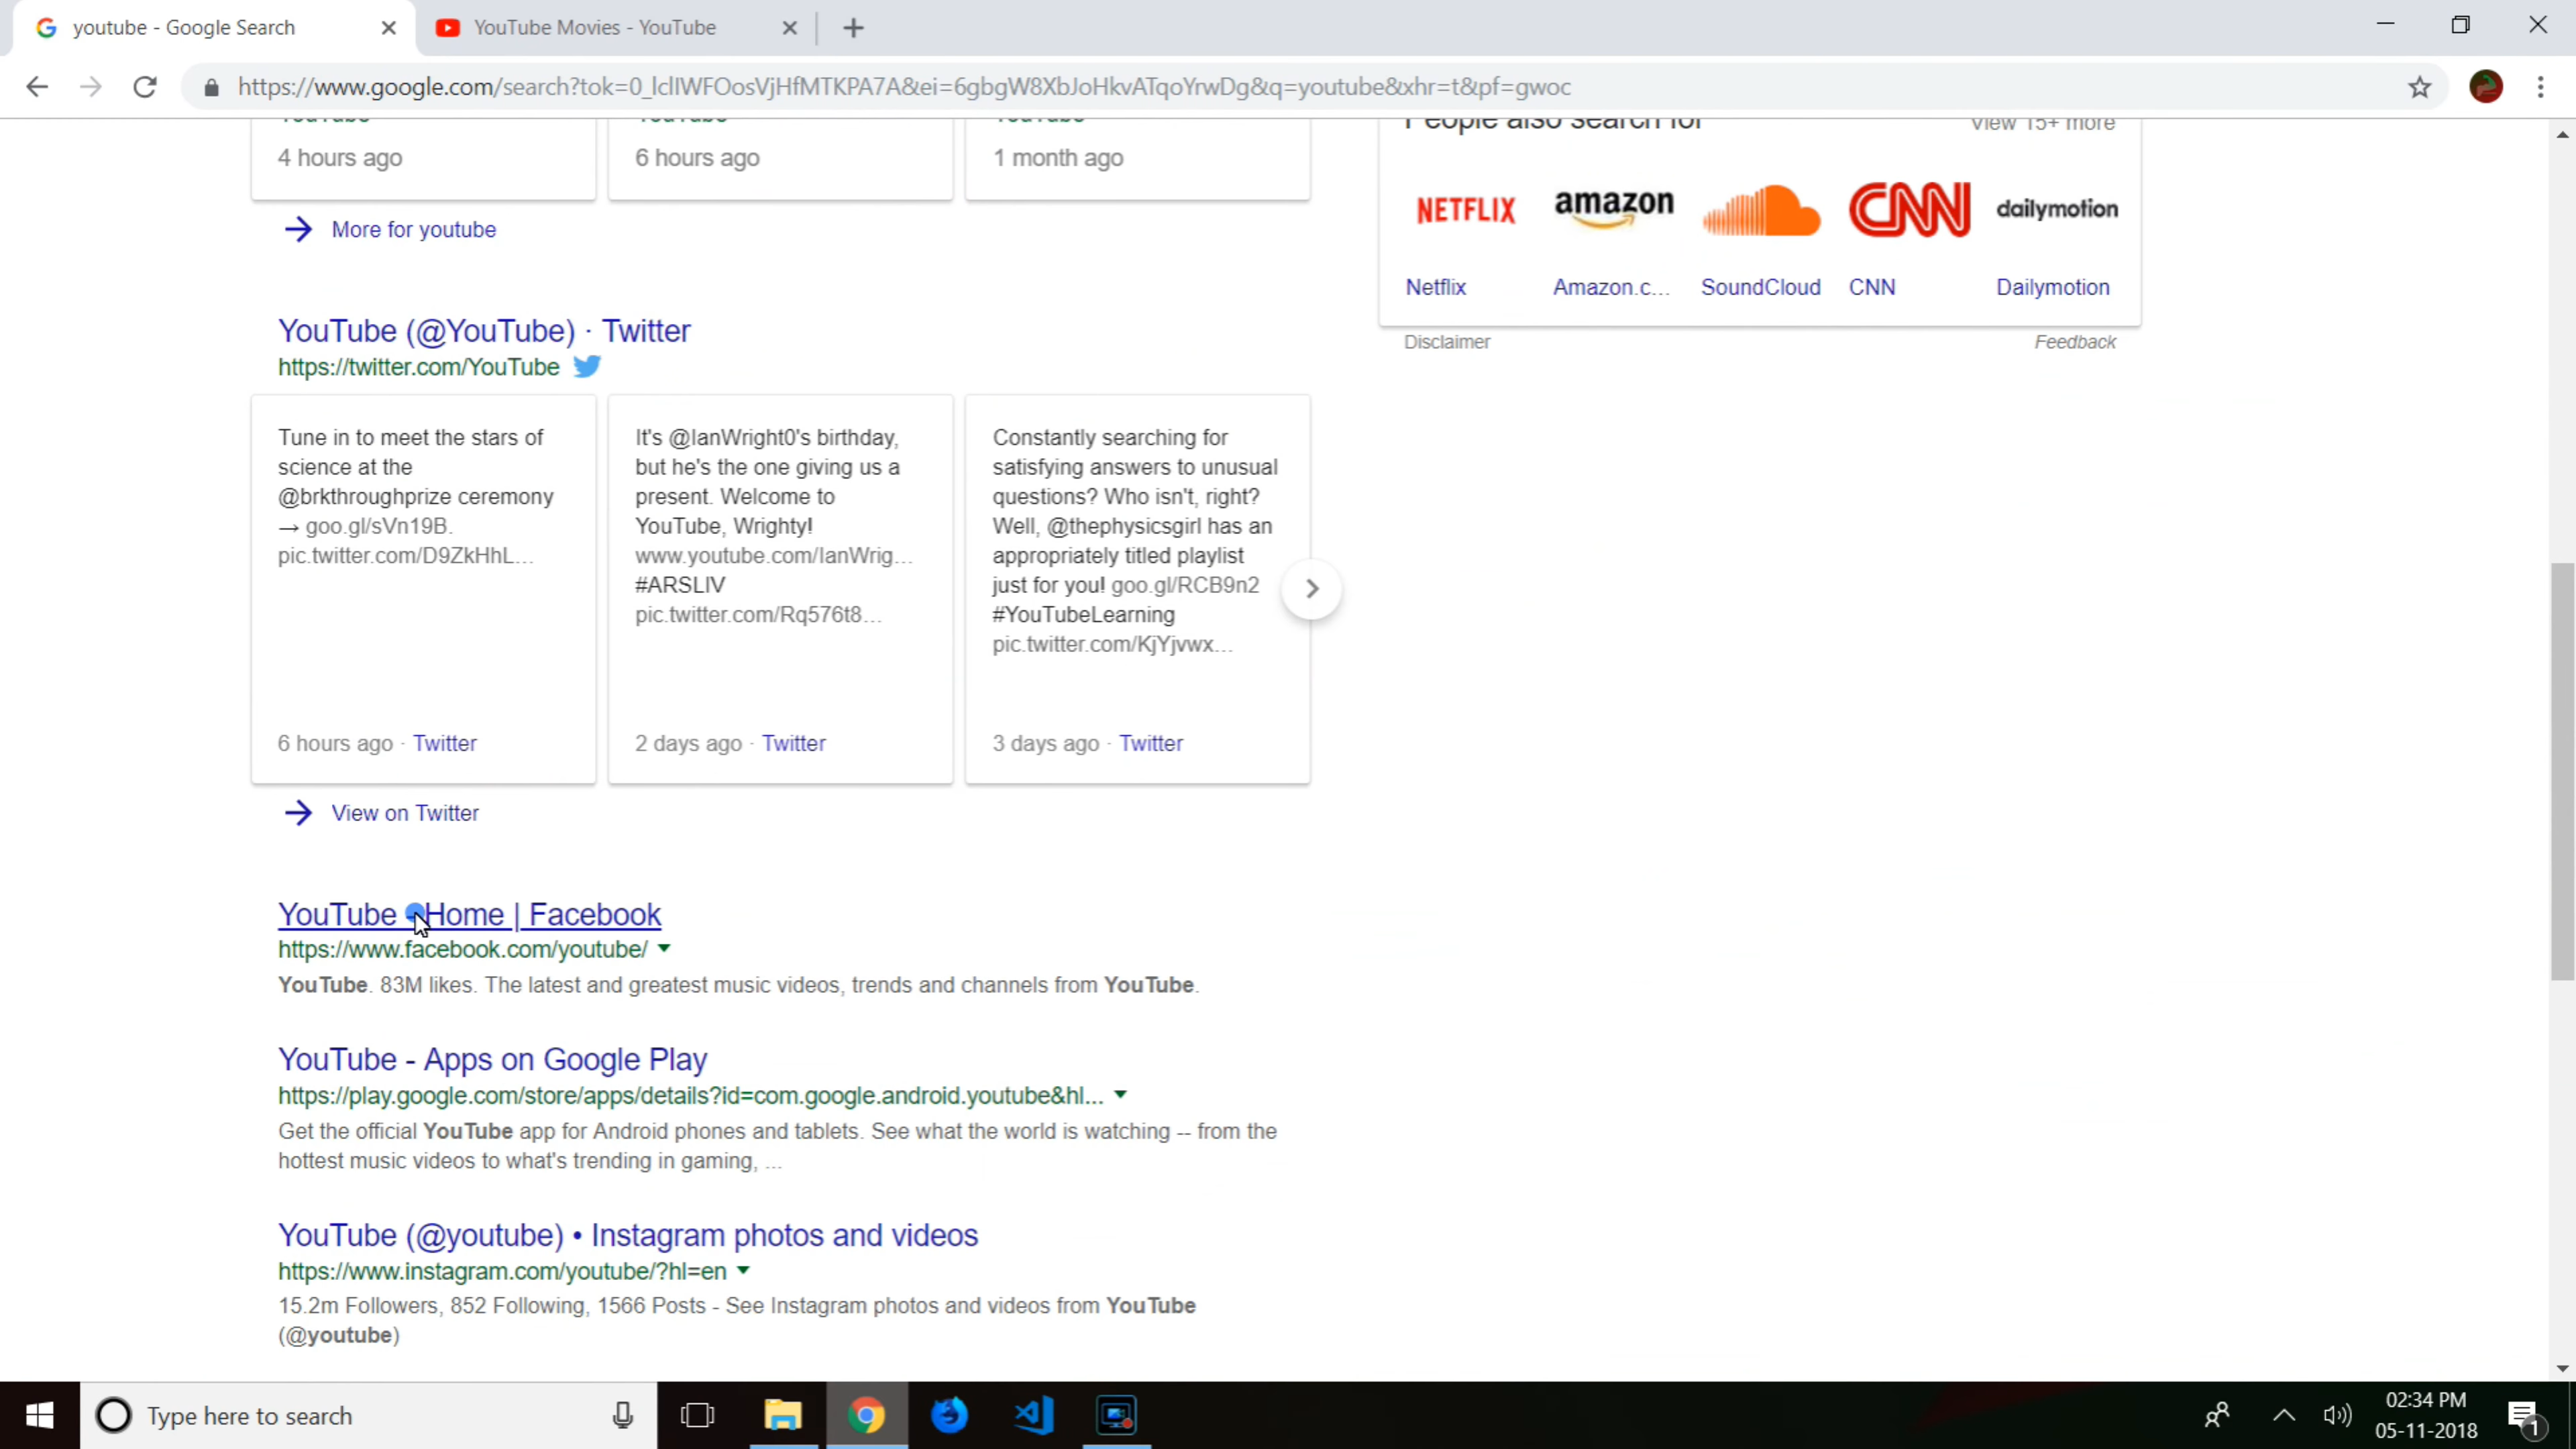 youtube - Google Search
YouTube Movies - YouTube
YouTube
YouTube
YouTube
4 hours ago
6 hours ago
1 month ago
More for youtube
People also search for
View 15+ more
NETFLIX
amazon
CNN
dailymotion
Netflix
Amazon.c...
SoundCloud
CNN
Dailymotion
Disclaimer
Feedback
YouTube (@YouTube) · Twitter
https://twitter.com/YouTube
Tune in to meet the stars of
science at the
@brkthroughprize ceremony
→ goo.gl/sVn19B.
pic.twitter.com/D9ZkHhL...
6 hours ago · Twitter
It's @IanWright0's birthday,
but he's the one giving us a
present. Welcome to
YouTube, Wrighty!
www.youtube.com/IanWrig...
#ARSLIV
pic.twitter.com/Rq576t8...
2 days ago · Twitter
Constantly searching for
satisfying answers to unusual
questions? Who isn't, right?
Well, @thephysicsgirl has an
appropriately titled playlist
just for you! goo.gl/RCB9n2
#YouTubeLearning
pic.twitter.com/KjYjvwx...
3 days ago · Twitter
View on Twitter
YouTube - Home | Facebook
https://www.facebook.com/youtube/
YouTube. 83M likes. The latest and greatest music videos, trends and channels from YouTube.
YouTube - Apps on Google Play
https://play.google.com/store/apps/details?id=com.google.android.youtube&hl...
Get the official YouTube app for Android phones and tablets. See what the world is watching -- from the
hottest music videos to what's trending in gaming, ...
YouTube (@youtube) • Instagram photos and videos
https://www.instagram.com/youtube/?hl=en
15.2m Followers, 852 Following, 1566 Posts - See Instagram photos and videos from YouTube
(@youtube)
Type here to search
02:34 PM
05-11-2018
1